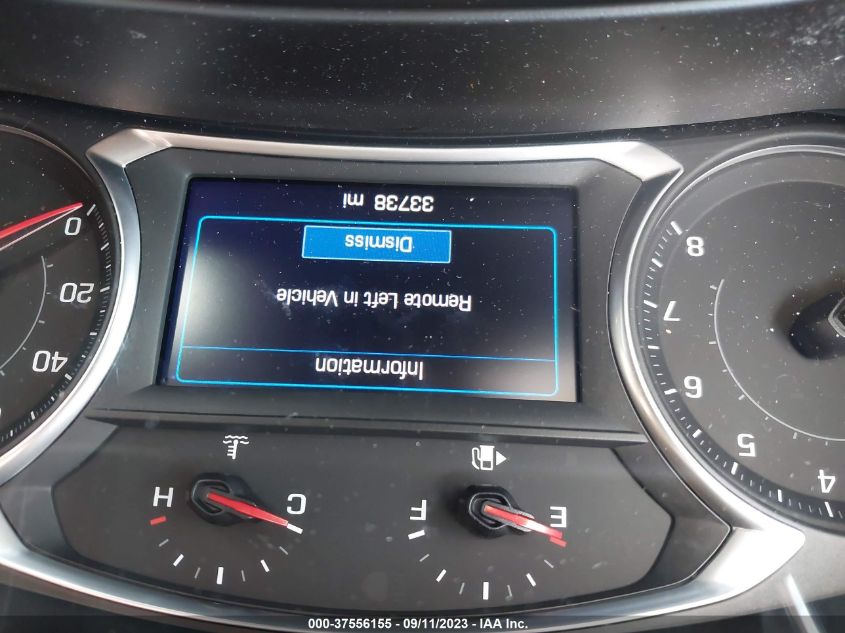 Information
Remote Left in Vehicle
Dismiss
33738 mi
0
20
40
8
7
6
5
4
H
C
F
E
000-37556155 - 09/11/2023 - IAA Inc.